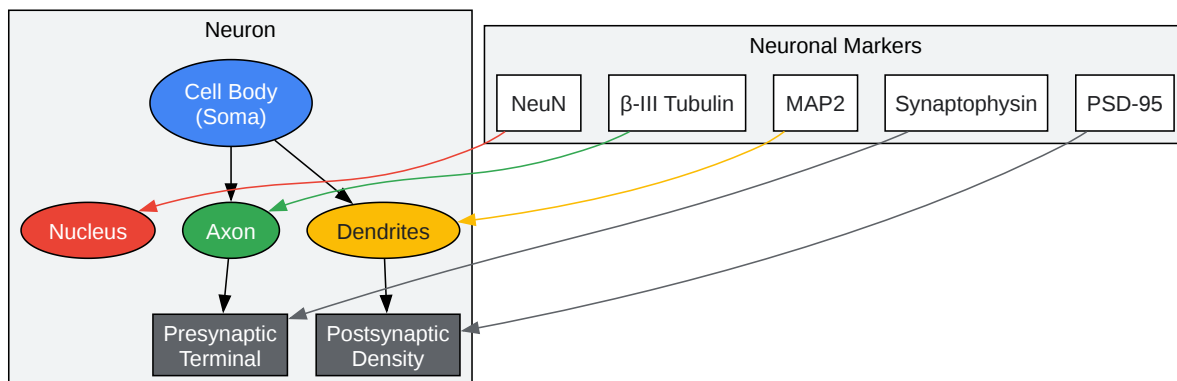 Neuron
Neuronal Markers
Cell Body
(Soma)
NeuN
β-III Tubulin
MAP2
Synaptophysin
PSD-95
Nucleus
Axon
Dendrites
Presynaptic
Terminal
Postsynaptic
Density